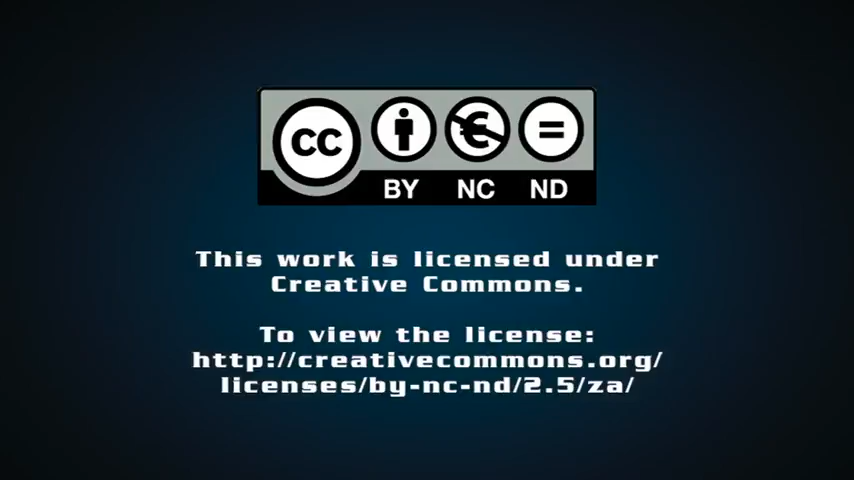 CC
BY NC ND
This work is licensed under
Creative Commons.
To view the license:
http://creativecommons.org/
licenses/by-nc-nd/2.5/za/